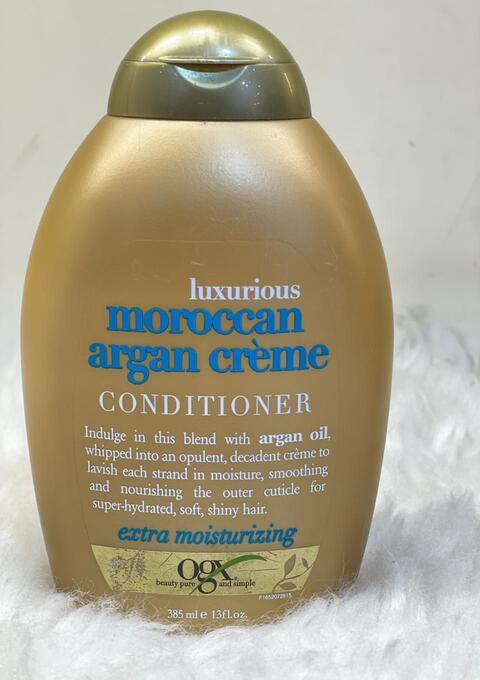 luxurious
moroccan
argan crème
CONDITIONER
Indulge in this blend with argan oil,
whipped into an opulent, decadent crème to
lavish each strand in moisture, smoothing
and nourishing the outer cuticle for
super-hydrated, soft, shiny hair.
extra moisturizing
ogx®
beauty pure and simple
F1652072815
385 ml e 13fl.oz.